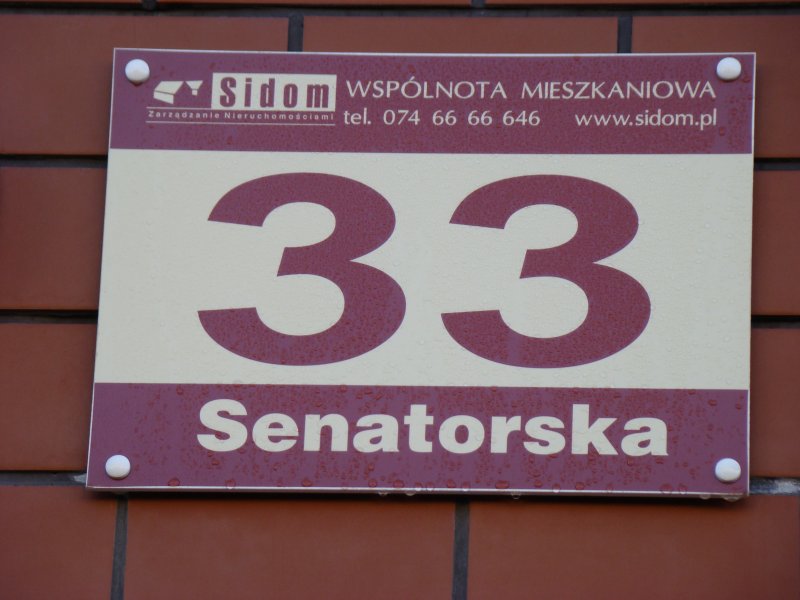 Sidom
Zarządzanie Nieruchomościami
WSPÓLNOTA MIESZKANIOWA
tel. 074 66 66 646 www.sidom.pl
33
Senatorska